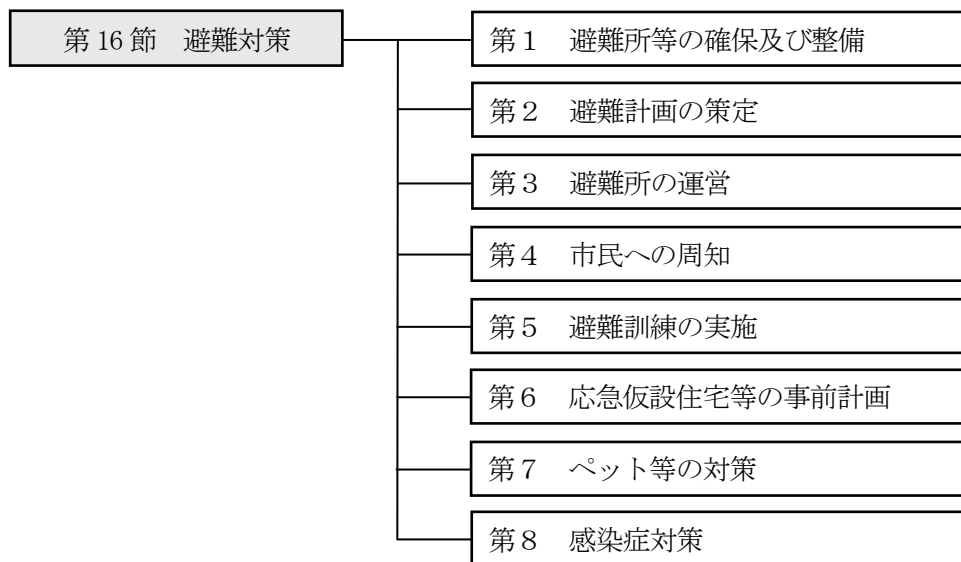 第16節　避難対策
第１　避難所等の確保及び整備
第２　避難計画の策定
第３　避難所の運営
第４　市民への周知
第５　避難訓練の実施
第６　応急仮設住宅等の事前計画
第７　ペット等の対策
第８　感染症対策